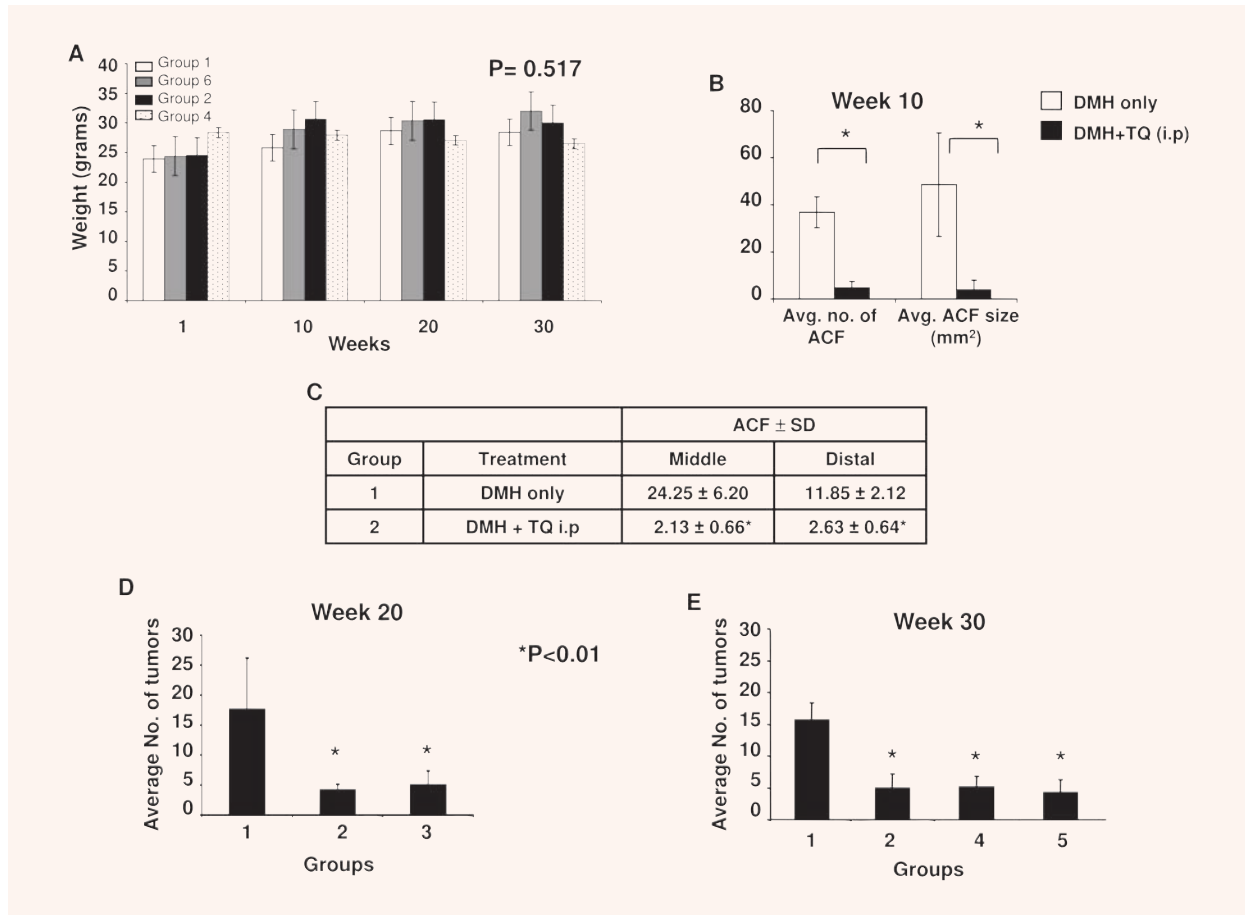 A
40
35
30
25
20
15
10
5
0
Weight (grams)
Group 1
Group 6
Group 2
Group 4
P= 0.517
1 10 20 30
Weeks
B
Week 10
80
60
40
20
0
*
*
DMH only
DMH+TQ (i.p)
Avg. no. of
ACF
Avg. ACF size
(mm²)
C
ACF ± SD
Group Treatment Middle Distal
1 DMH only 24.25 ± 6.20 11.85 ± 2.12
2 DMH + TQ i.p 2.13 ± 0.66* 2.63 ± 0.64*
D
Week 20
Average No. of tumors
30
25
20
15
10
5
0
* *
1 2 3
Groups
*P<0.01
E
Week 30
Average No. of tumors
30
25
20
15
10
5
0
* * *
1 2 4 5
Groups